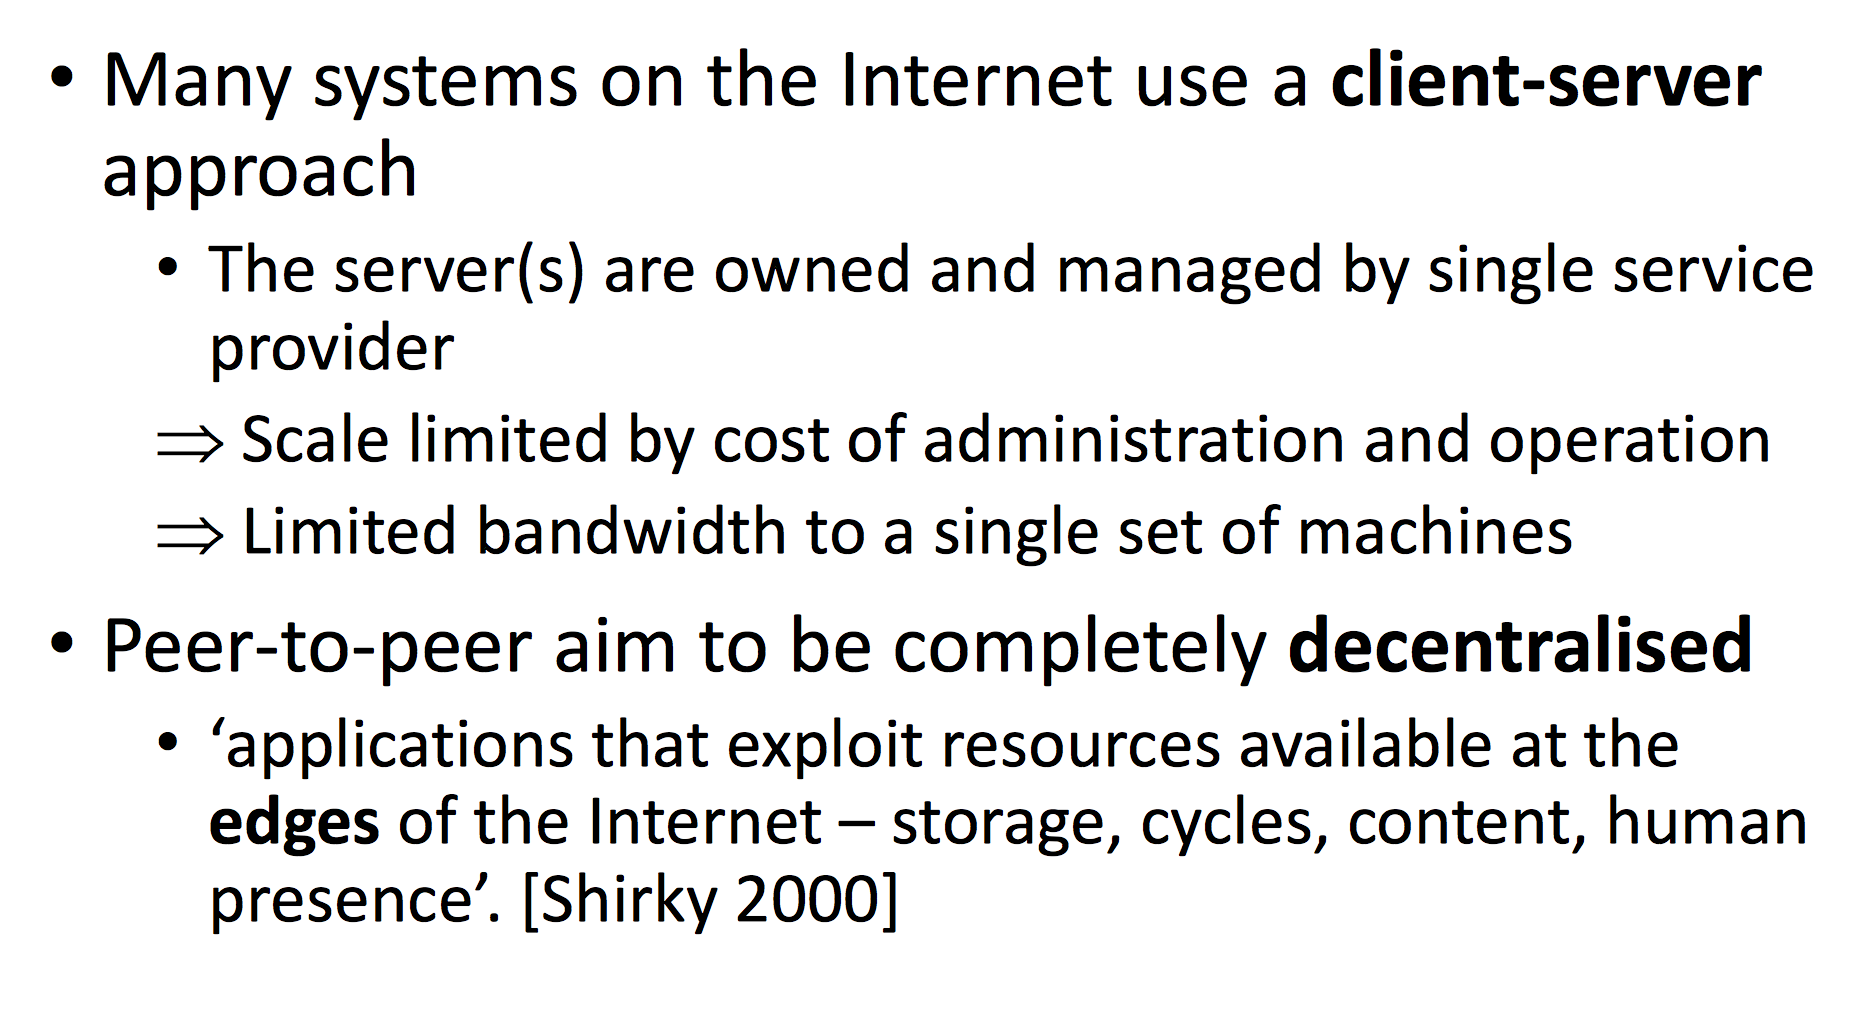 • Many systems on the Internet use a client-server
approach
• The server(s) are owned and managed by single service
provider
⇒ Scale limited by cost of administration and operation
⇒ Limited bandwidth to a single set of machines
• Peer-to-peer aim to be completely decentralised
• ‘applications that exploit resources available at the
edges of the Internet – storage, cycles, content, human
presence’. [Shirky 2000]